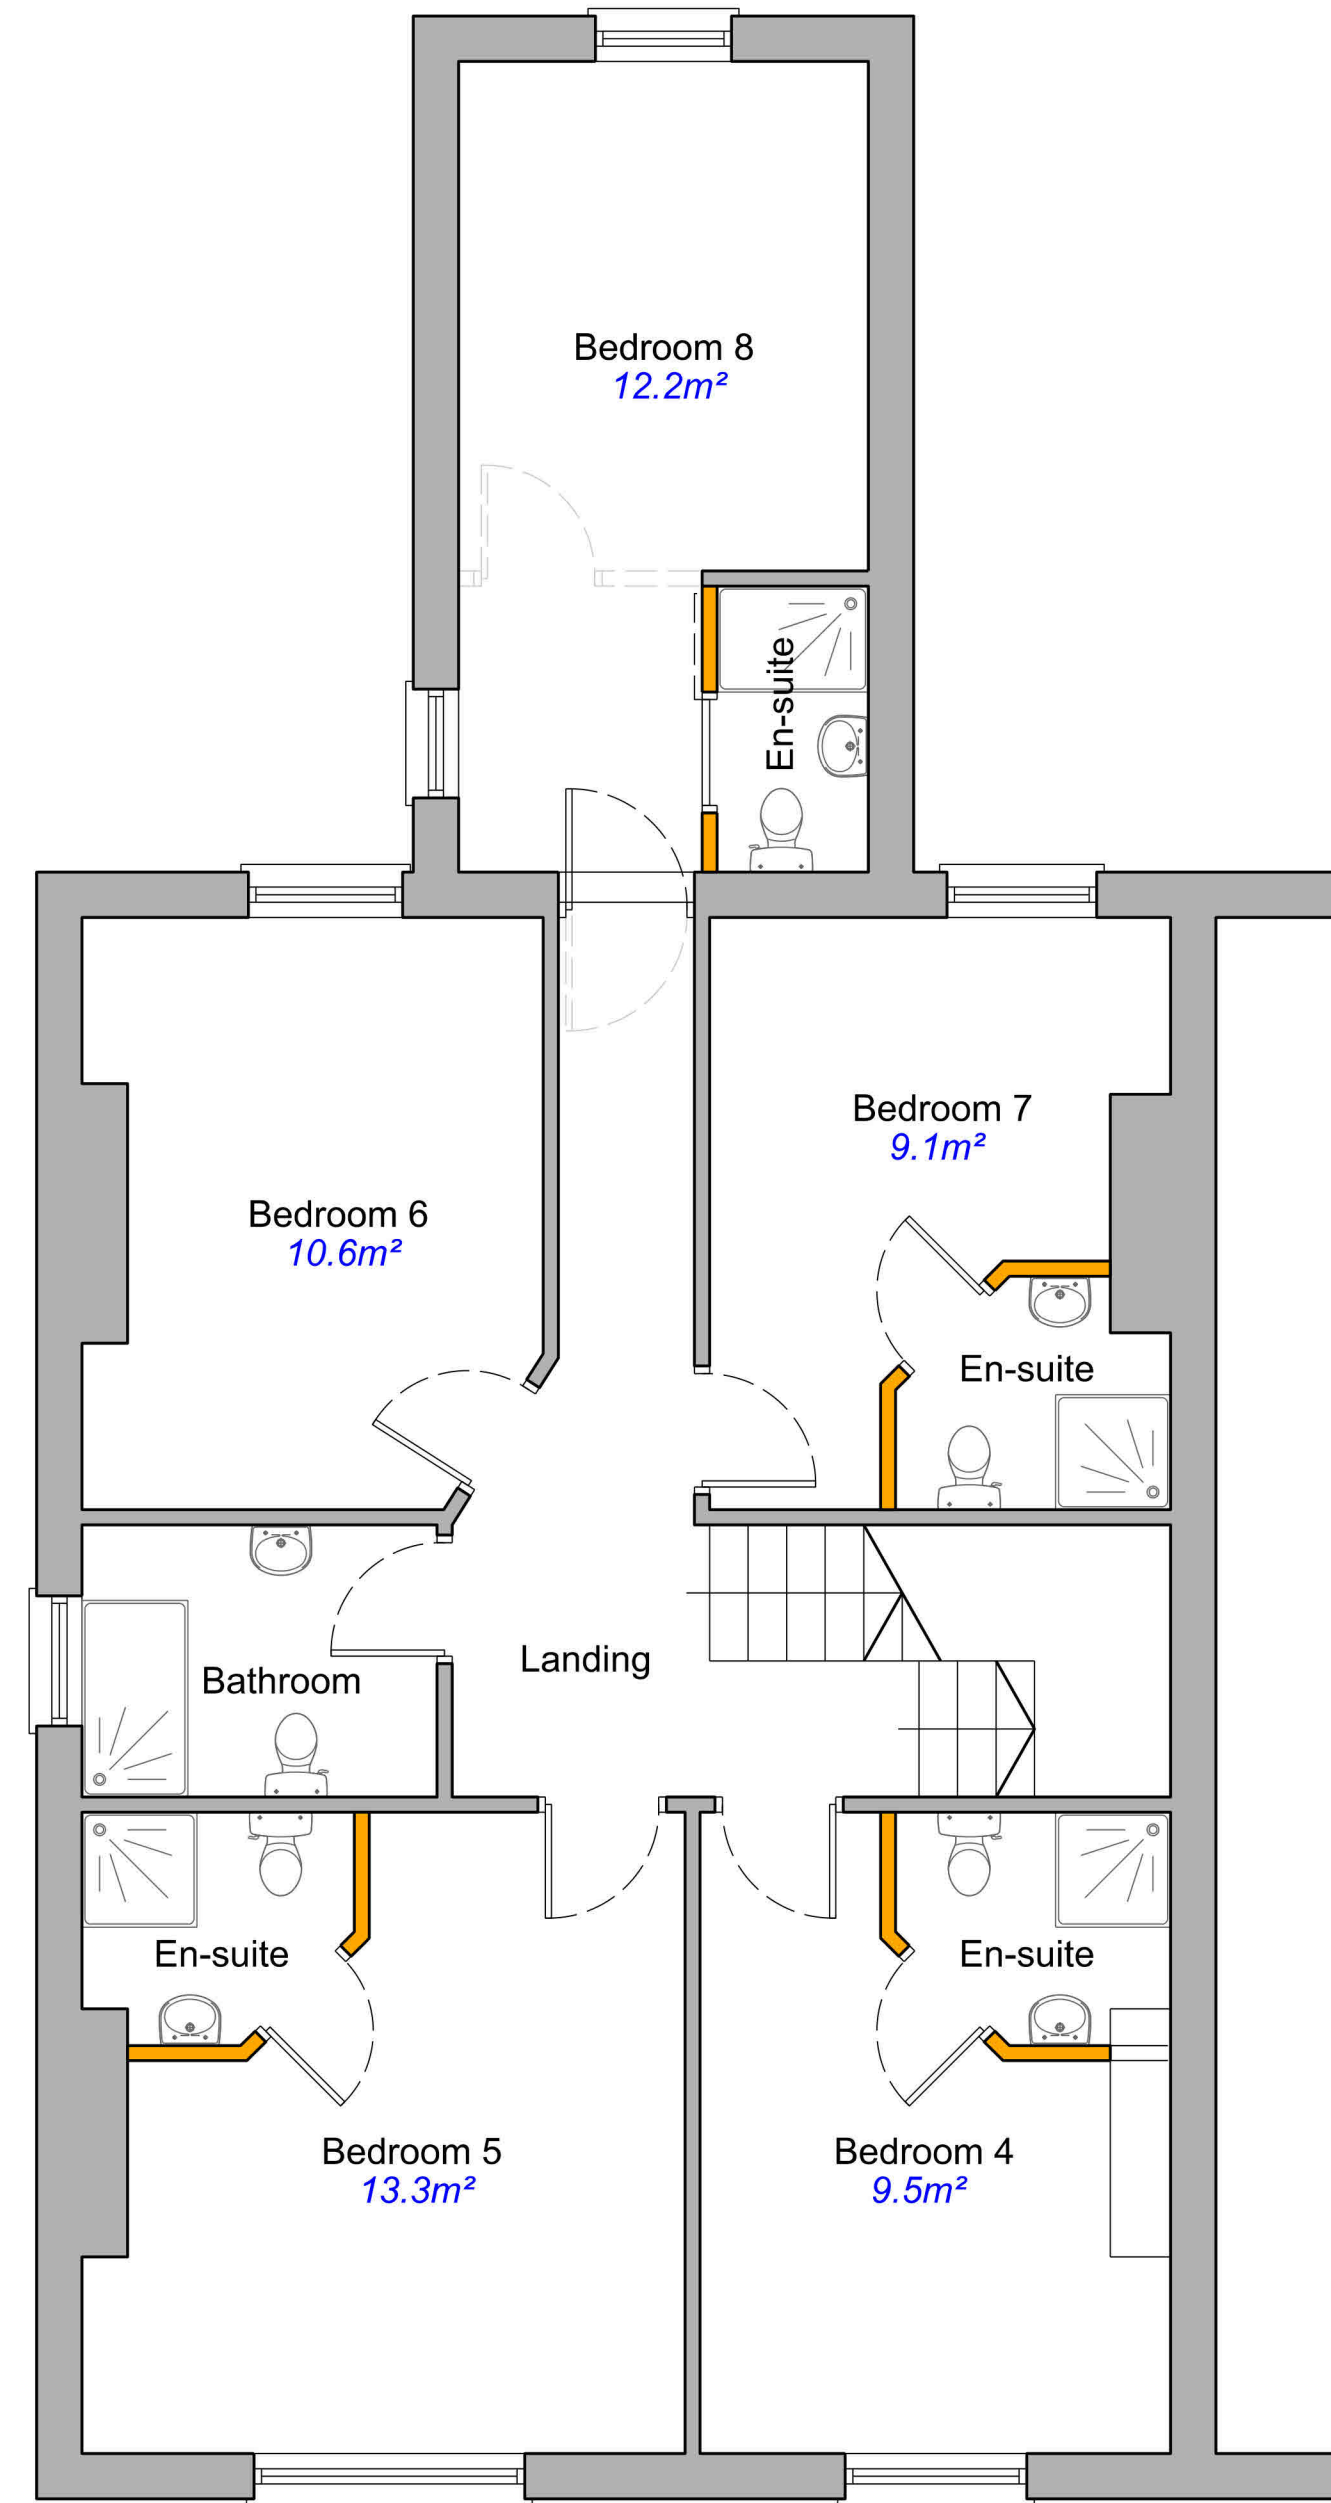 Bedroom 8
12.2m²
En-suite
Bedroom 7
9.1m²
Bedroom 6
10.6m²
En-suite
Landing
Bathroom
En-suite
En-suite
Bedroom 5
13.3m²
Bedroom 4
9.5m²